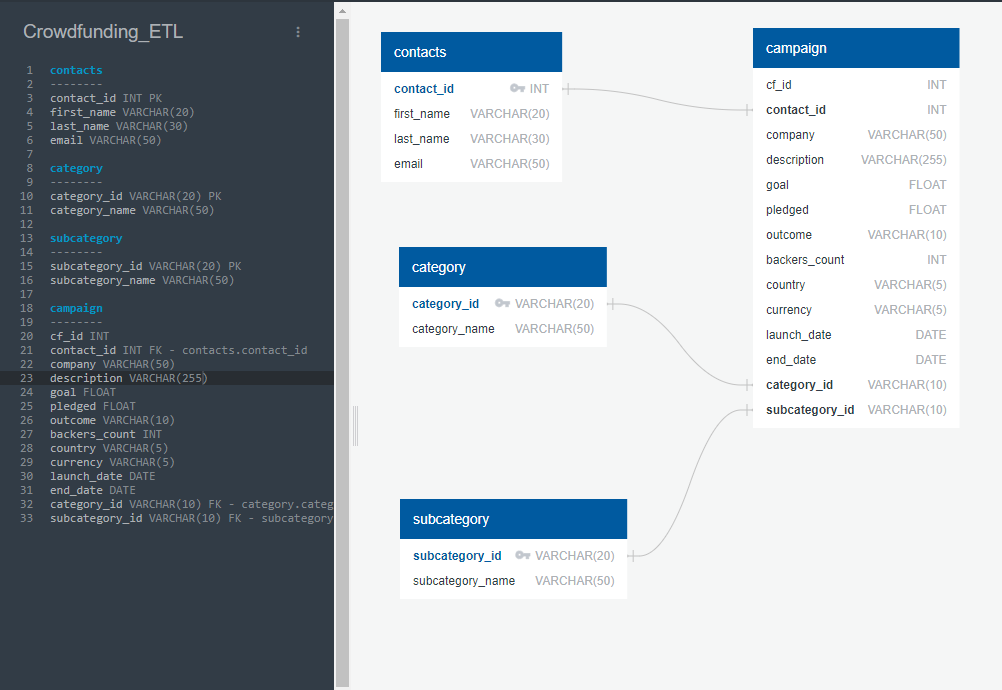 Crowdfunding_ETL
1 contacts
2 --------
3 contact_id INT PK
4 first_name VARCHAR(20)
5 last_name VARCHAR(30)
6 email VARCHAR(50)
7
8 category
9 --------
10 category_id VARCHAR(20) PK
11 category_name VARCHAR(50)
12
13 subcategory
14 --------
15 subcategory_id VARCHAR(20) PK
16 subcategory_name VARCHAR(50)
17
18 campaign
19 --------
20 cf_id INT
21 contact_id INT FK - contacts.contact_id
22 company VARCHAR(50)
23 description VARCHAR(255)
24 goal FLOAT
25 pledged FLOAT
26 outcome VARCHAR(10)
27 backers_count INT
28 country VARCHAR(5)
29 currency VARCHAR(5)
30 launch_date DATE
31 end_date DATE
32 category_id VARCHAR(10) FK - category.categ
33 subcategory_id VARCHAR(10) FK - subcategory
contacts
contact_id INT
first_name VARCHAR(20)
last_name VARCHAR(30)
email VARCHAR(50)
category
category_id VARCHAR(20)
category_name VARCHAR(50)
subcategory
subcategory_id VARCHAR(20)
subcategory_name VARCHAR(50)
campaign
cf_id INT
contact_id INT
company VARCHAR(50)
description VARCHAR(255)
goal FLOAT
pledged FLOAT
outcome VARCHAR(10)
backers_count INT
country VARCHAR(5)
currency VARCHAR(5)
launch_date DATE
end_date DATE
category_id VARCHAR(10)
subcategory_id VARCHAR(10)